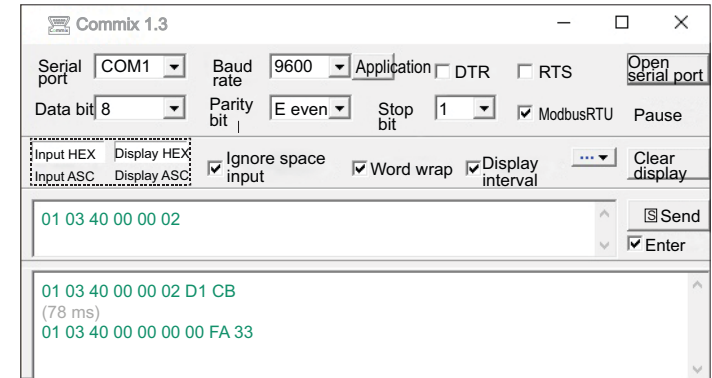 Commix 1.3
Serial port COM1 Baud rate 9600 Application DTR RTS Open serial port
Data bit 8 Parity bit E even Stop bit 1 ModbusRTU Pause
Input HEX Display HEX
Input ASC Display ASC
Ignore space input Word wrap Display interval ... Clear display
01 03 40 00 00 02
S Send
Enter
01 03 40 00 00 02 D1 CB
(78 ms)
01 03 40 00 00 00 00 FA 33